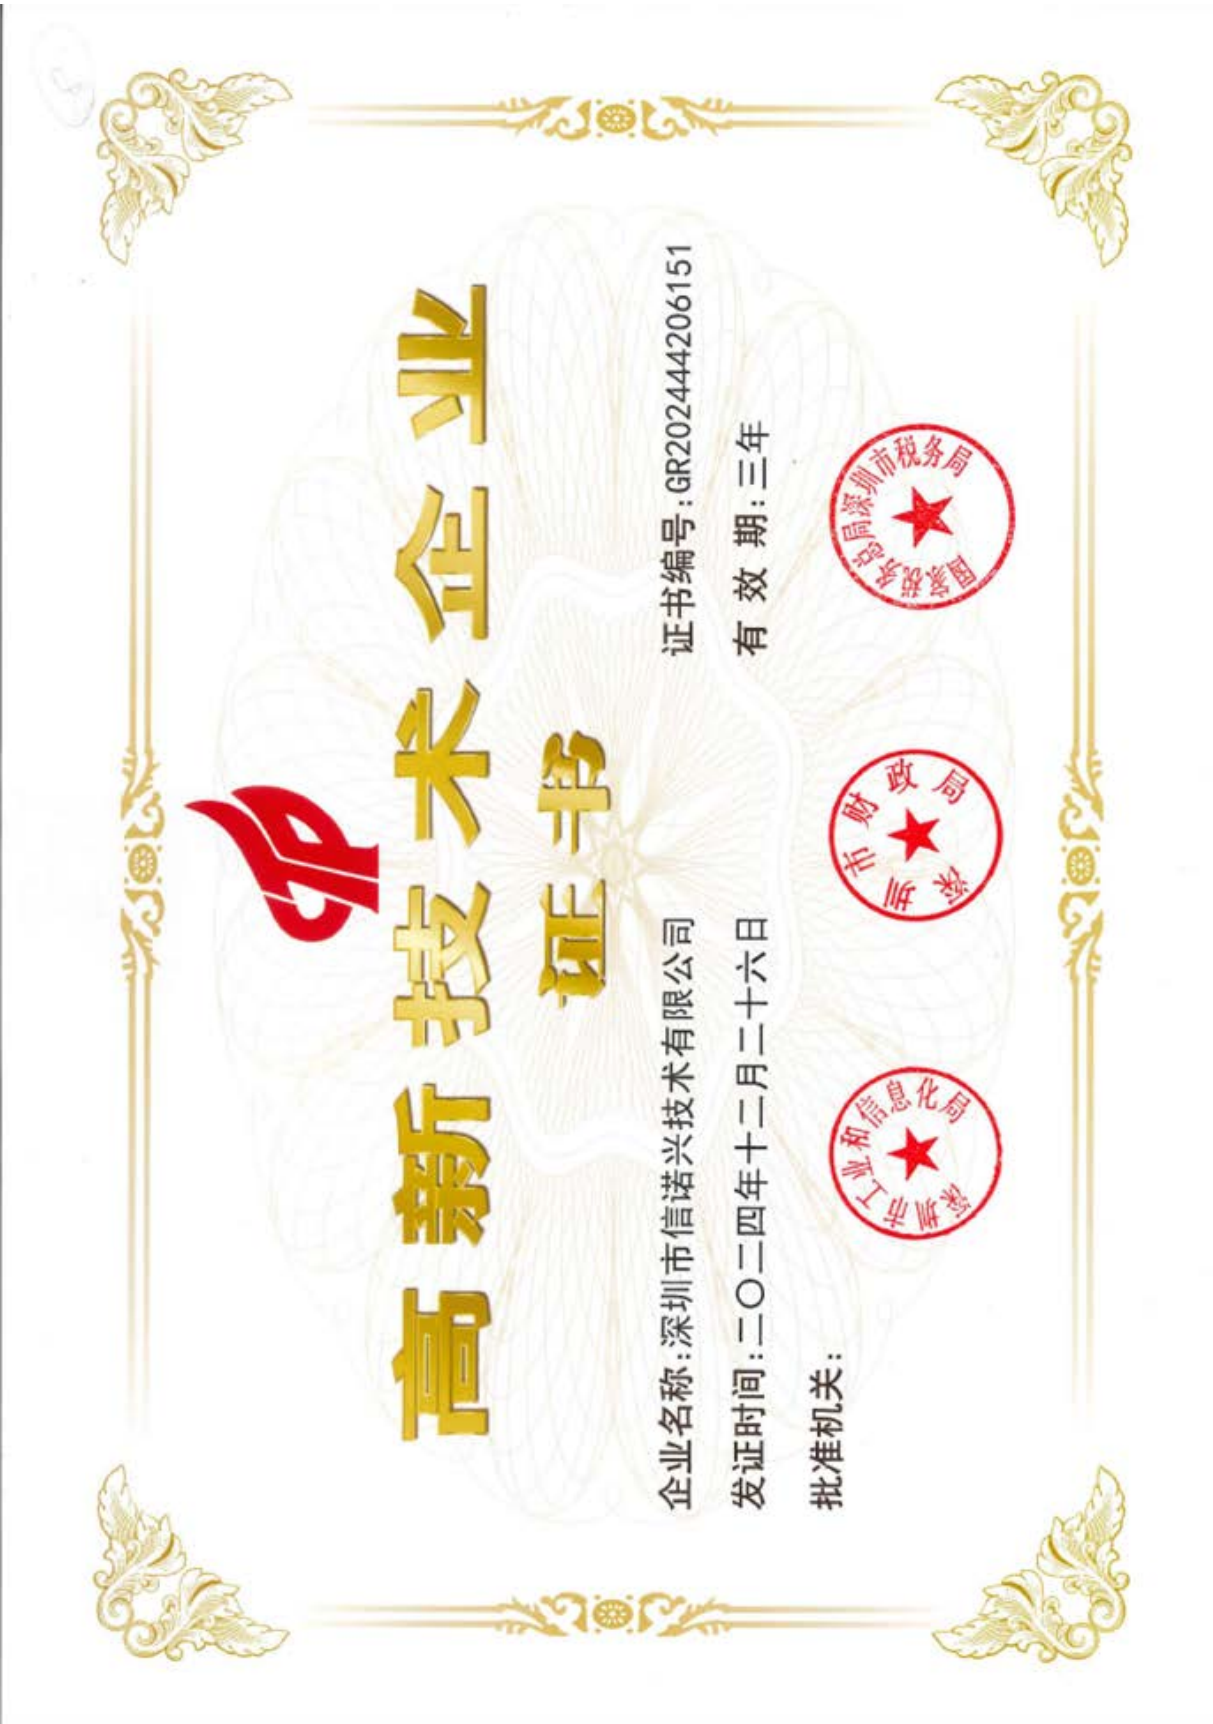 高新技术企业
证书
企业名称:深圳市信诺兴技术有限公司
证书编号:GR202444206151
发证时间:二〇二四年十二月二十六日
有效期:三年
批准机关:
深圳市工业和信息化局
深圳市财政局
国家税务总局深圳市税务局